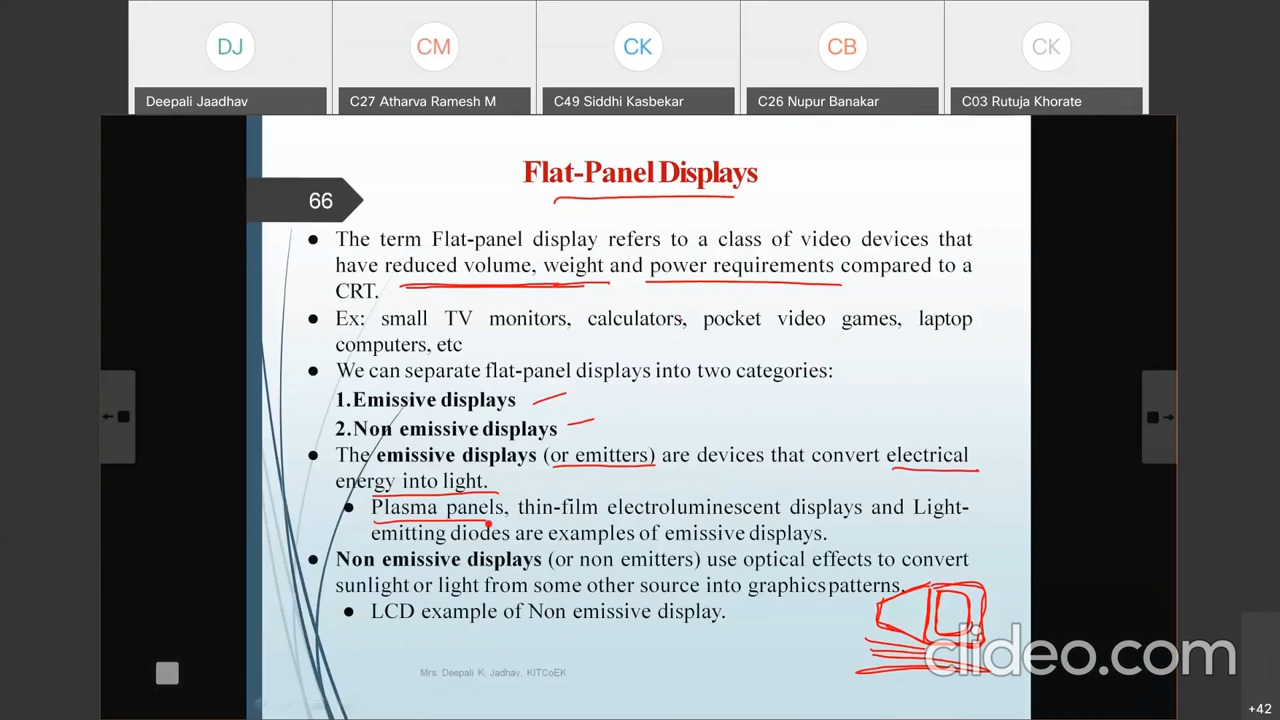 DJ CM CK CB CK
Deepali Jaadhav C27 Atharva Ramesh M C49 Siddhi Kasbekar C26 Nupur Banakar C03 Rutuja Khorate
Flat-Panel Displays
66
● The term Flat-panel display refers to a class of video devices that
have reduced volume, weight and power requirements compared to a
CRT.
● Ex: small TV monitors, calculators, pocket video games, laptop
computers, etc
● We can separate flat-panel displays into two categories:
1.Emissive displays
2.Non emissive displays
● The emissive displays (or emitters) are devices that convert electrical
energy into light.
● Plasma panels, thin-film electroluminescent displays and Light-
emitting diodes are examples of emissive displays.
● Non emissive displays (or non emitters) use optical effects to convert
sunlight or light from some other source into graphics patterns.
● LCD example of Non emissive display.
clideo.com
Mrs. Deepali K. Jadhav, KITCoEK
+42